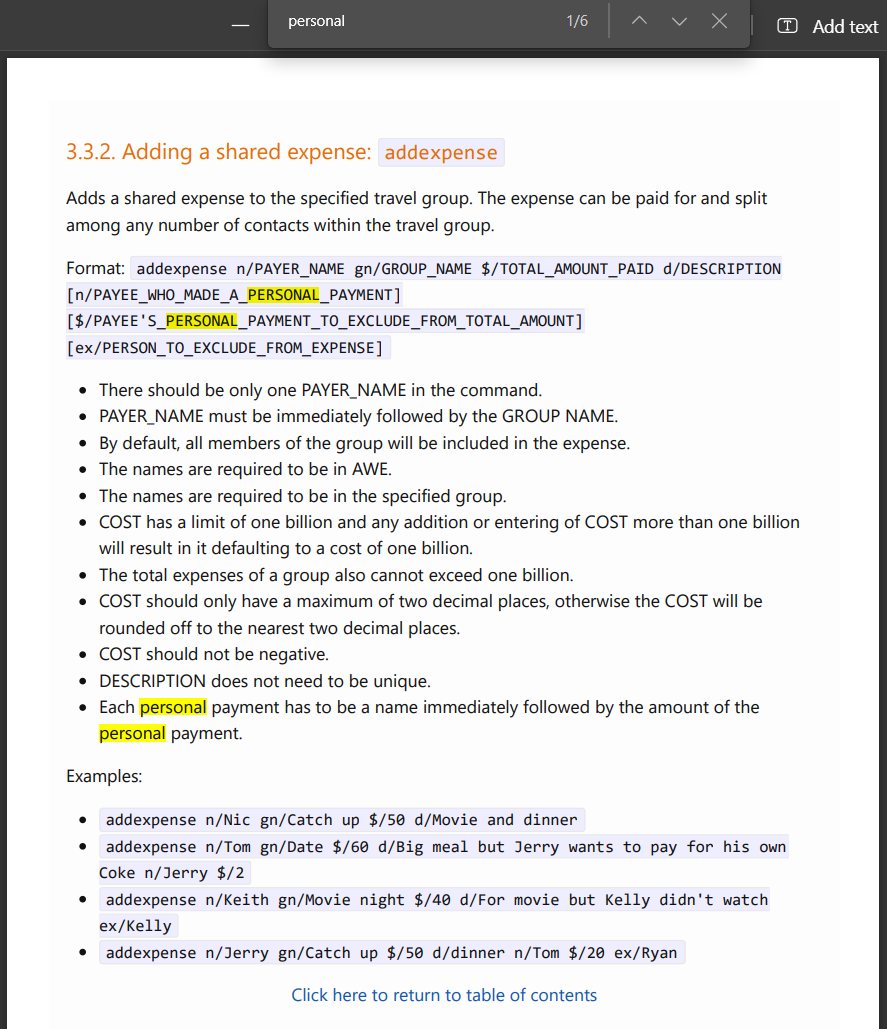 personal
1/6
Add text
3.3.2. Adding a shared expense: addexpense
Adds a shared expense to the specified travel group. The expense can be paid for and split
among any number of contacts within the travel group.
Format: addexpense n/PAYER_NAME gn/GROUP_NAME $/TOTAL_AMOUNT_PAID d/DESCRIPTION
[n/PAYEE_WHO_MADE_A_PERSONAL_PAYMENT]
[$/PAYEE'S_PERSONAL_PAYMENT_TO_EXCLUDE_FROM_TOTAL_AMOUNT]
[ex/PERSON_TO_EXCLUDE_FROM_EXPENSE]
• There should be only one PAYER_NAME in the command.
• PAYER_NAME must be immediately followed by the GROUP NAME.
• By default, all members of the group will be included in the expense.
• The names are required to be in AWE.
• The names are required to be in the specified group.
• COST has a limit of one billion and any addition or entering of COST more than one billion
will result in it defaulting to a cost of one billion.
• The total expenses of a group also cannot exceed one billion.
• COST should only have a maximum of two decimal places, otherwise the COST will be
rounded off to the nearest two decimal places.
• COST should not be negative.
• DESCRIPTION does not need to be unique.
• Each personal payment has to be a name immediately followed by the amount of the
personal payment.
Examples:
• addexpense n/Nic gn/Catch up $/50 d/Movie and dinner
• addexpense n/Tom gn/Date $/60 d/Big meal but Jerry wants to pay for his own
Coke n/Jerry $/2
• addexpense n/Keith gn/Movie night $/40 d/For movie but Kelly didn't watch
ex/Kelly
• addexpense n/Jerry gn/Catch up $/50 d/dinner n/Tom $/20 ex/Ryan
Click here to return to table of contents